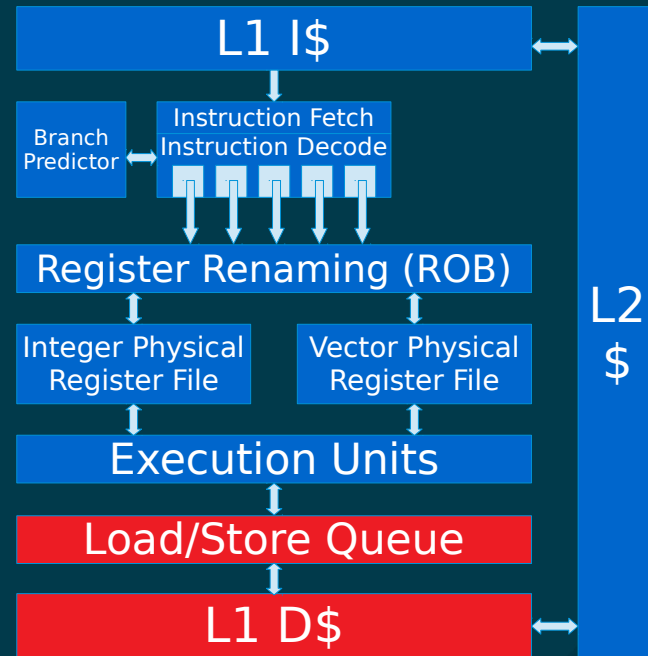 L1 I$
Instruction Fetch
Branch
Predictor
Instruction Decode
Register Renaming (ROB)
Integer Physical
Register File
Vector Physical
Register File
L2
$
Execution Units
Load/Store Queue
L1 D$